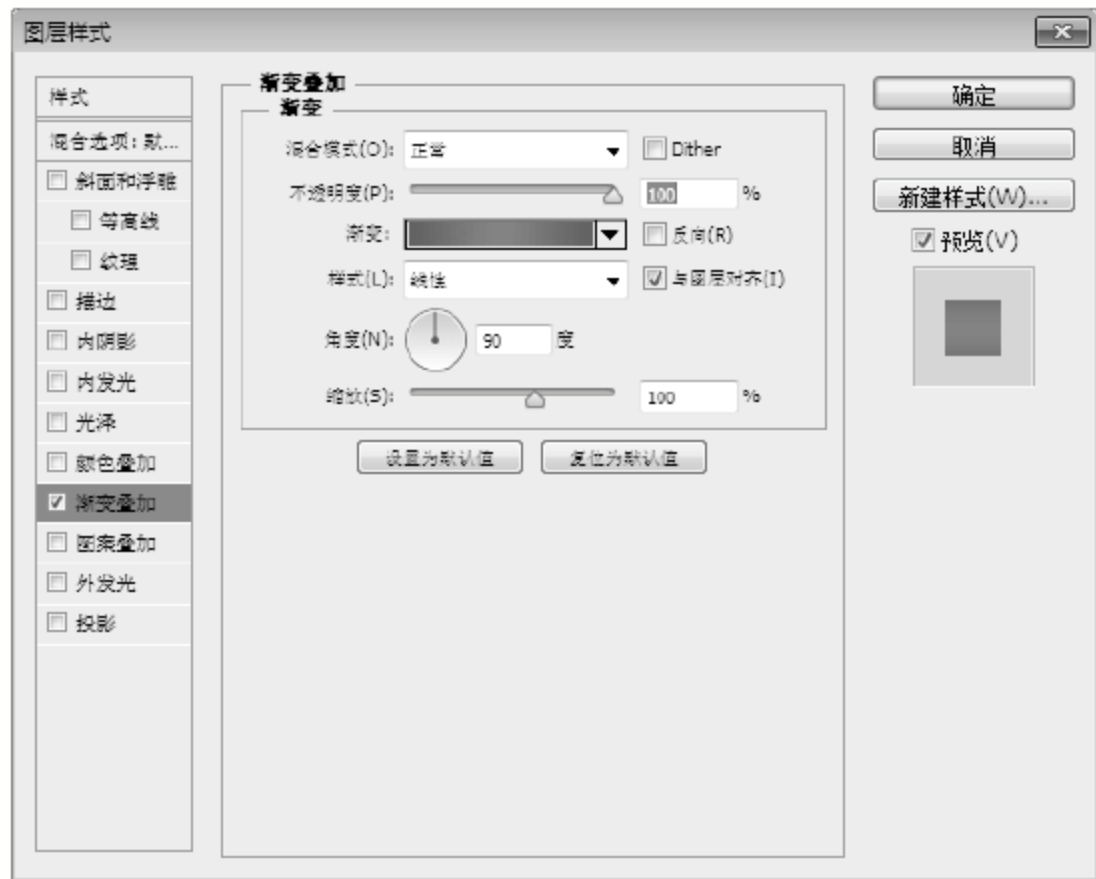 图层样式
样式
混合选项:默...
斜面和浮雕
等高线
纹理
描边
内阴影
内发光
光泽
颜色叠加
渐变叠加
图案叠加
外发光
投影
渐变叠加
渐变
混合模式(O): 正常 Dither
不透明度(P): 100 %
渐变: 反向(R)
样式(L): 线性 与图层对齐(I)
角度(N): 90 度
缩放(S): 100 %
设置为默认值 复位为默认值
确定
取消
新建样式(W)...
预览(V)